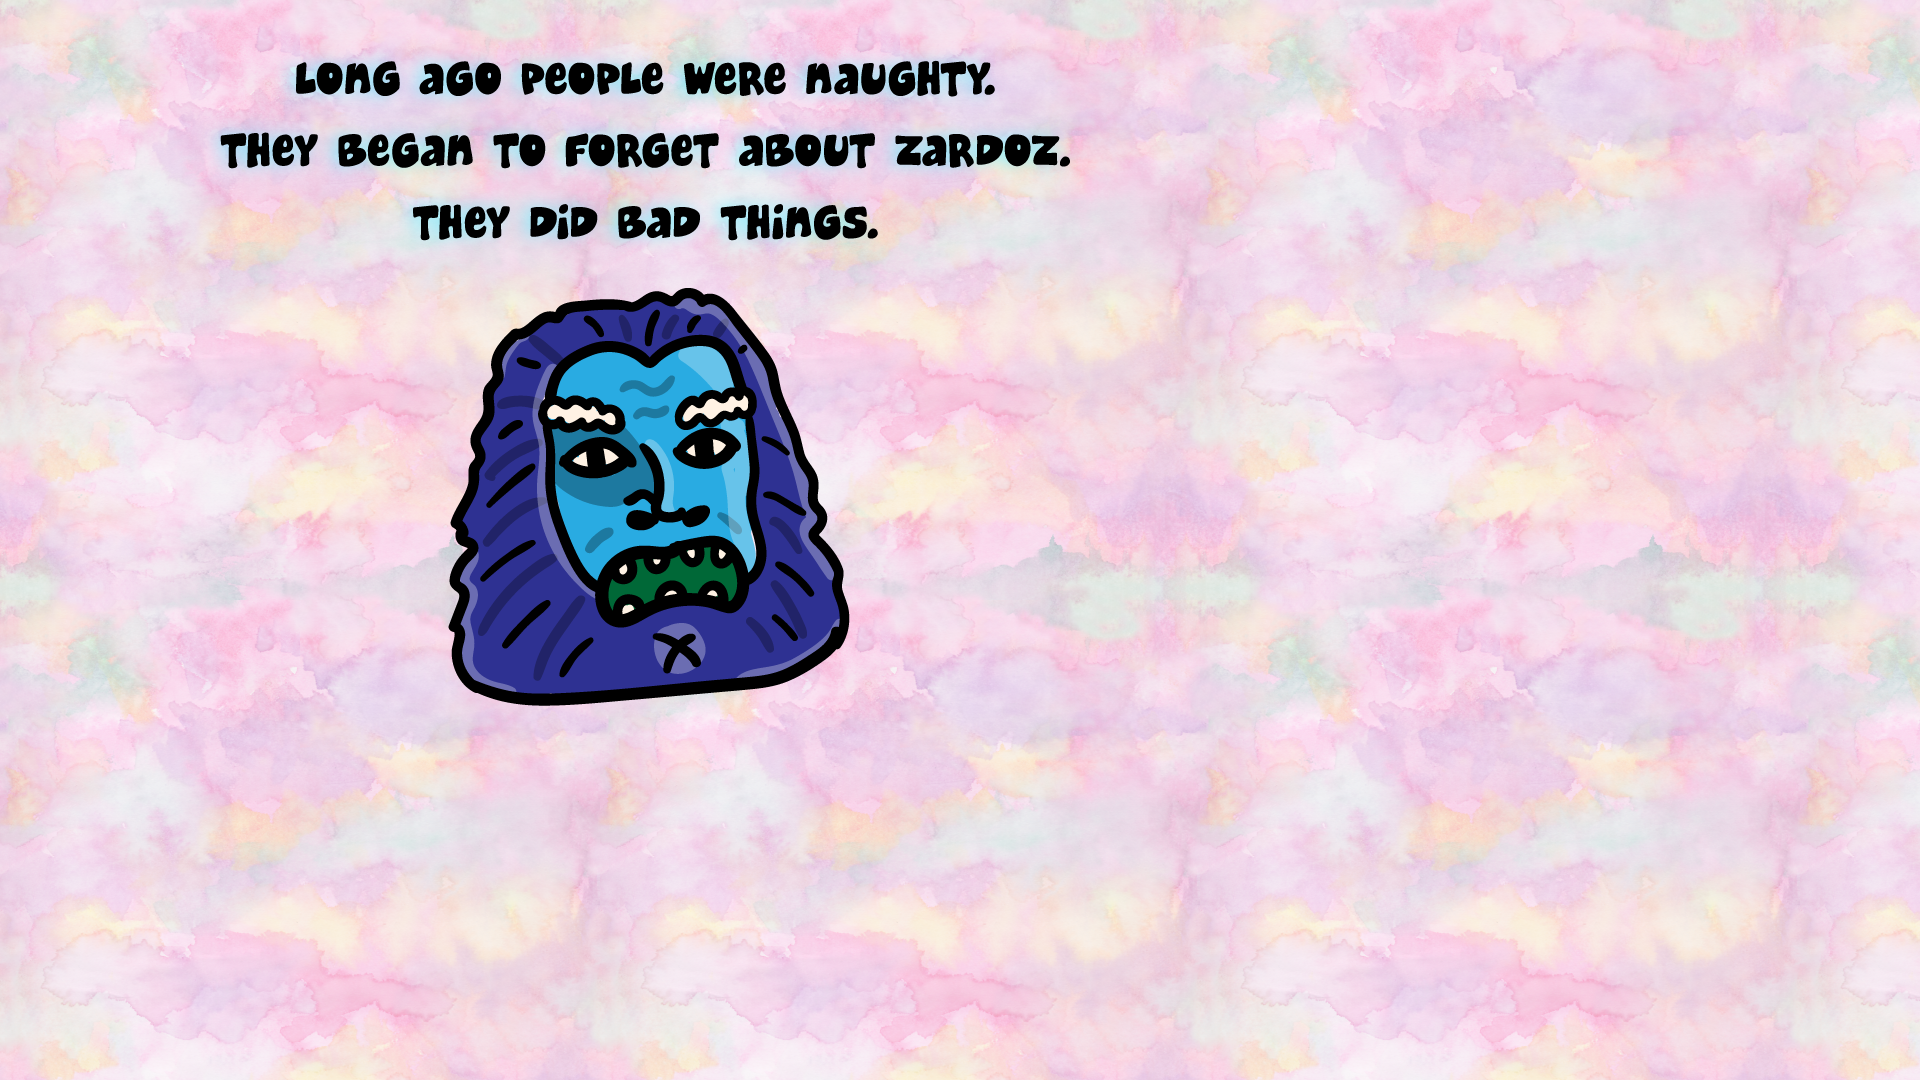 Long ago people were naughty.
They began to forget about Zardoz.
They did bad things.